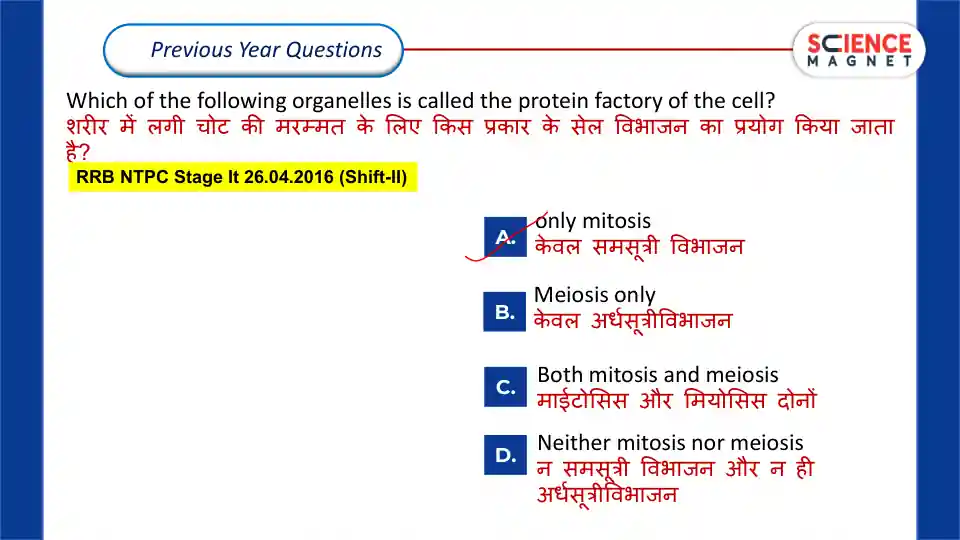 Previous Year Questions
SCIENCE
MAGNET
Which of the following organelles is called the protein factory of the cell?
शरीर में लगी चोट की मरम्मत के लिए किस प्रकार के सेल विभाजन का प्रयोग किया जाता
है?
RRB NTPC Stage It 26.04.2016 (Shift-II)
A. only mitosis
केवल समसूत्री विभाजन
B. Meiosis only
केवल अर्धसूत्रीविभाजन
C. Both mitosis and meiosis
माईटोसिस और मियोसिस दोनों
D. Neither mitosis nor meiosis
न समसूत्री विभाजन और न ही
अर्धसूत्रीविभाजन